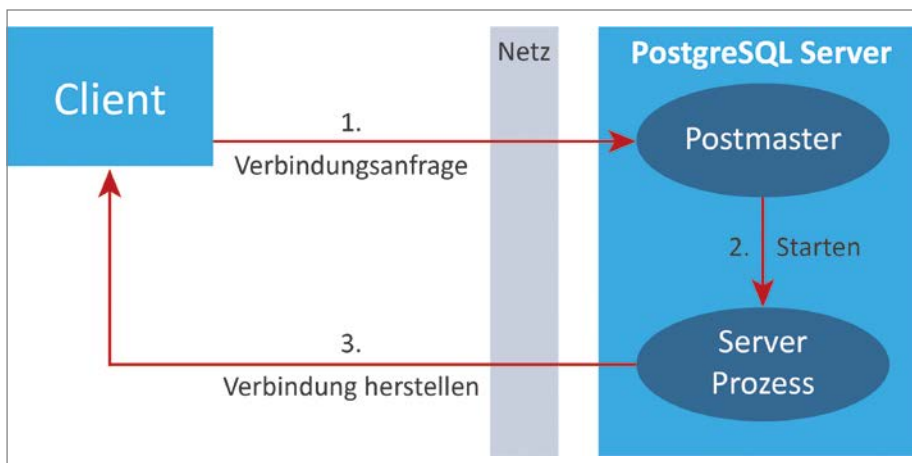 Client
Netz
PostgreSQL Server
1.
Verbindungsanfrage
Postmaster
2. Starten
3.
Verbindung herstellen
Server
Prozess